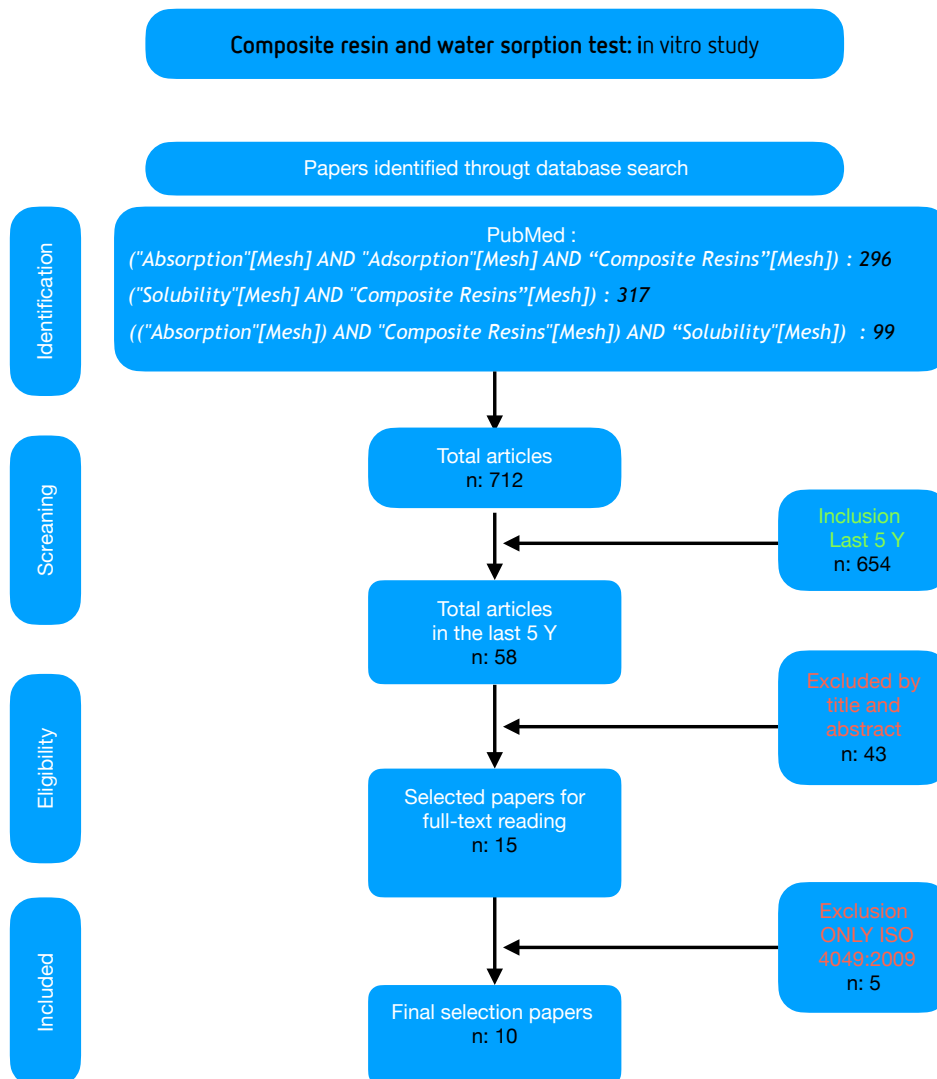 Composite resin and water sorption test: in vitro study
Papers identified througt database search
Identification
PubMed :
("Absorption"[Mesh] AND "Adsorption"[Mesh] AND “Composite Resins”[Mesh]) : 296
("Solubility"[Mesh] AND "Composite Resins”[Mesh]) : 317
(("Absorption"[Mesh]) AND "Composite Resins"[Mesh]) AND “Solubility"[Mesh]) : 99
Screaning
Total articles
n: 712
Inclusion
Last 5 Y
n: 654
Total articles
in the last 5 Y
n: 58
Eligibility
Excluded by
title and
abstract
n: 43
Selected papers for
full-text reading
n: 15
Included
Exclusion
ONLY ISO
4049:2009
n: 5
Final selection papers
n: 10